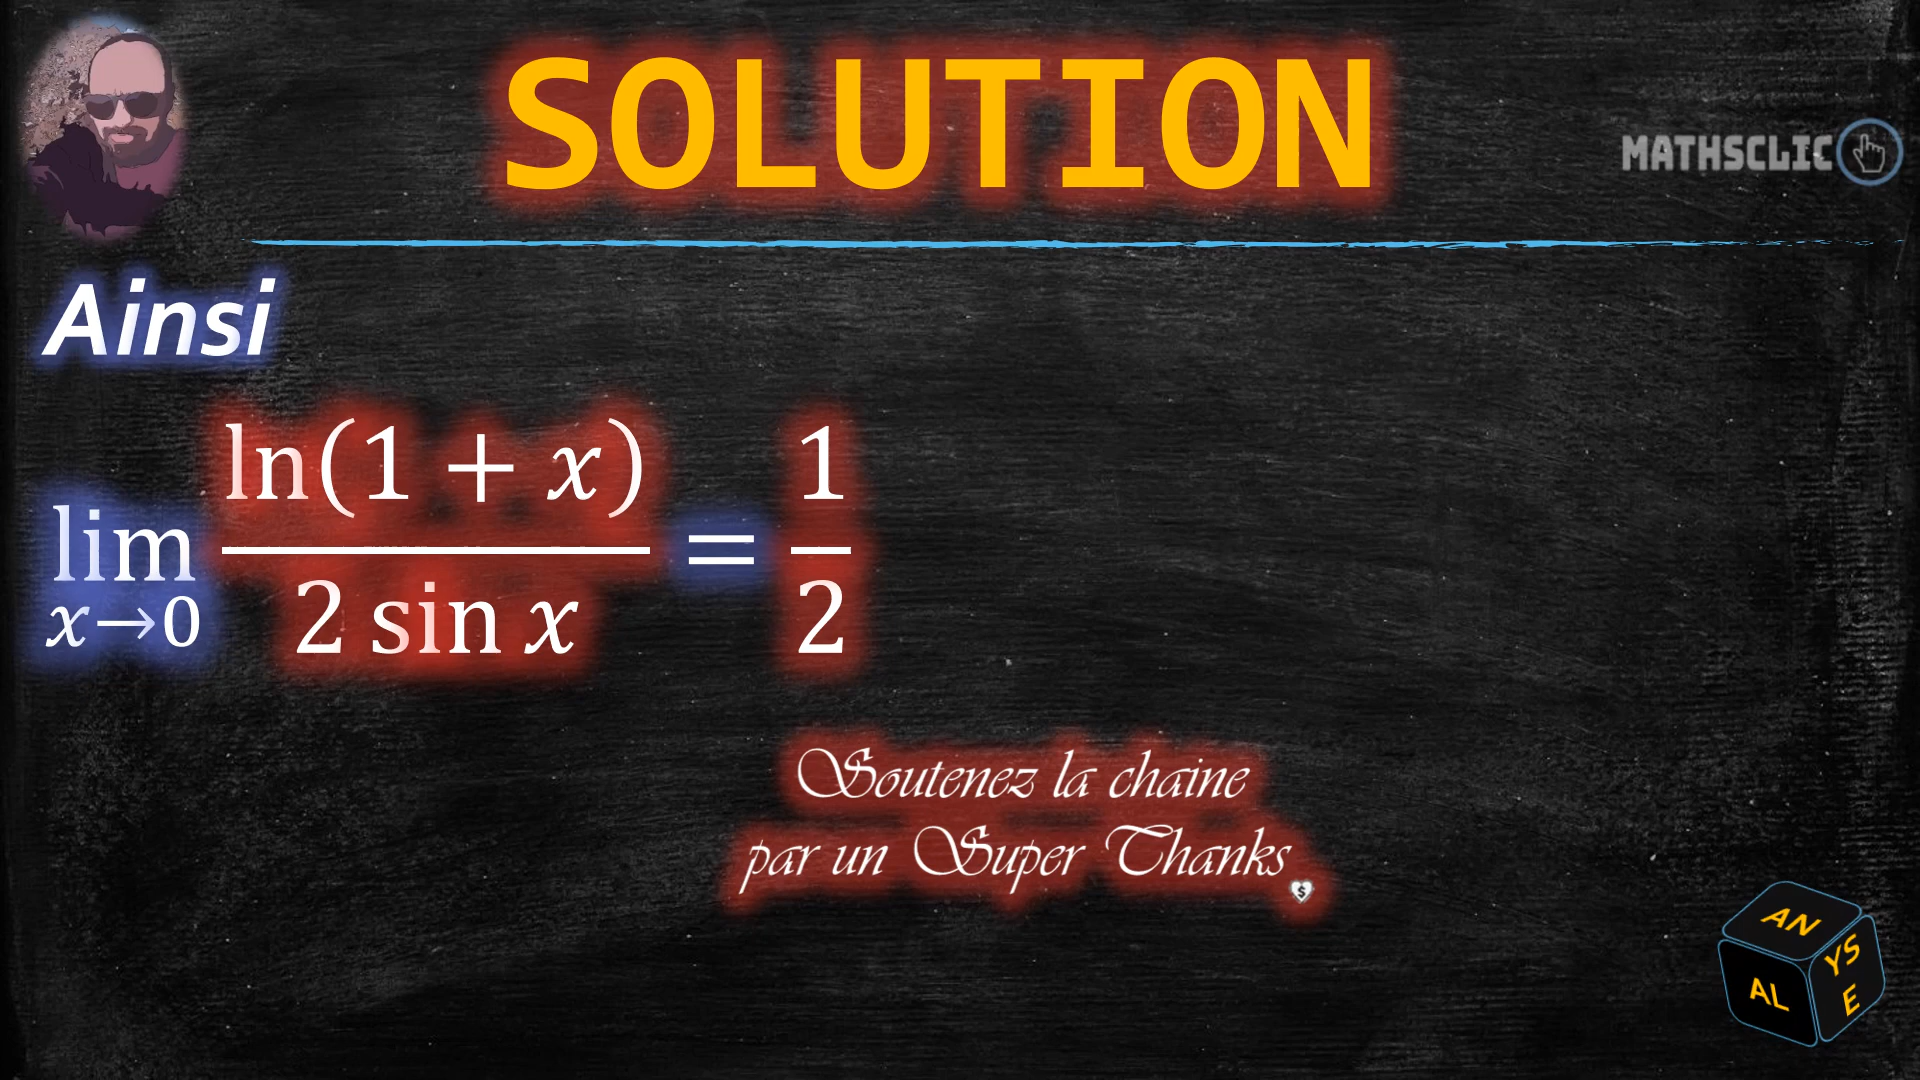 SOLUTION
MATHSCLIC
Ainsi
lim x→0 ln(1 + x) / 2 sin x = 1/2
Soutenez la chaine
par un Super Thanks
$
AN
AL
YS
E